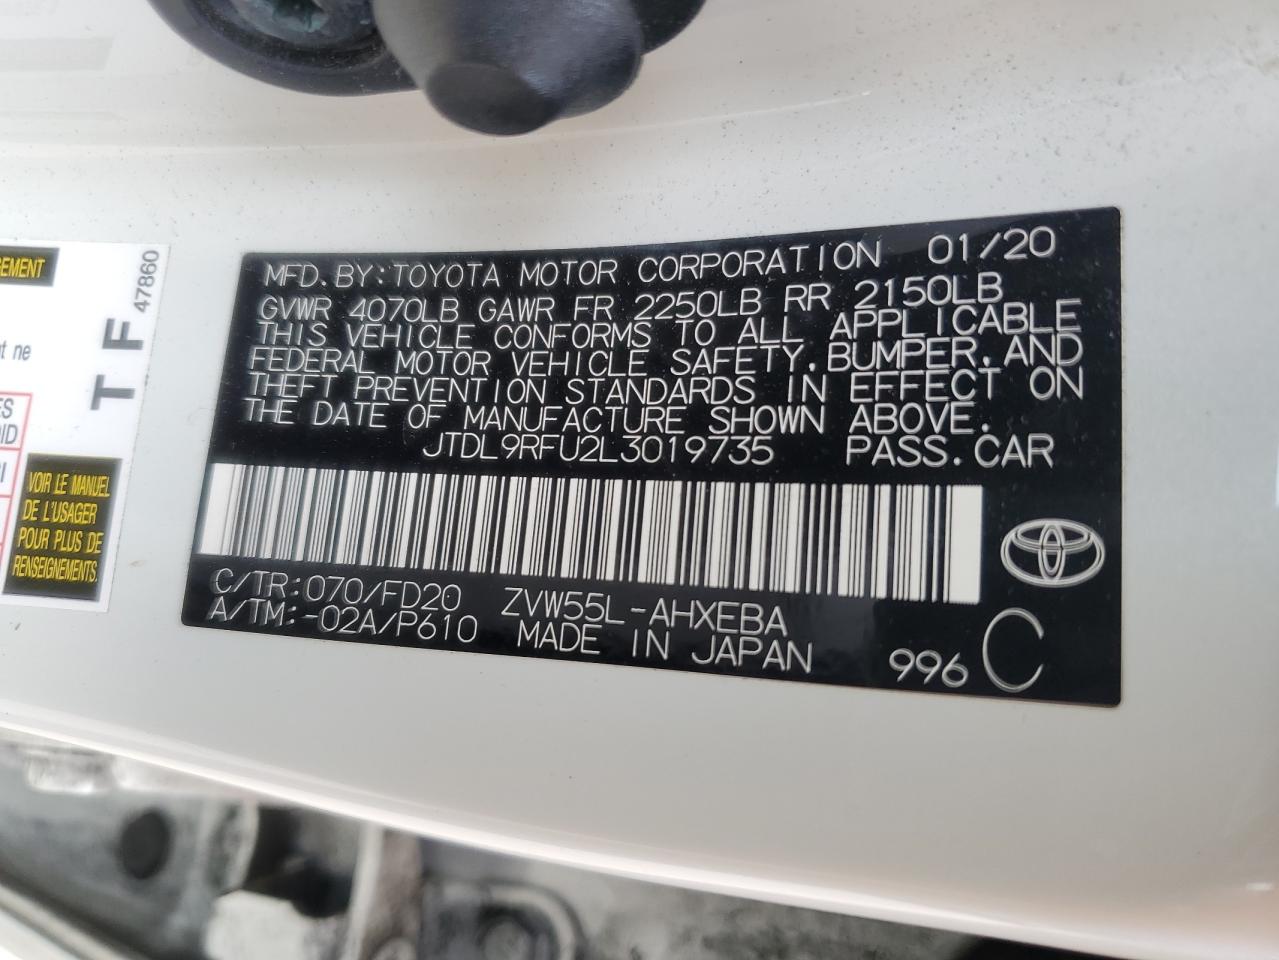 MFD. BY: TOYOTA MOTOR CORPORATION 01/20
GVWR 4070LB GAWR FR 2250LB RR 2150LB
THIS VEHICLE CONFORMS TO ALL APPLICABLE
FEDERAL MOTOR VEHICLE SAFETY, BUMPER, AND
THEFT PREVENTION STANDARDS IN EFFECT ON
THE DATE OF MANUFACTURE SHOWN ABOVE.
JTDL9RFU2L3019735 PASS. CAR
C/TR: 070/FD20 ZVW55L-AHXEBA
A/TM: -02A/P610 MADE IN JAPAN
996 C
47860
T F
ne
VOIR LE MANUEL
DE L'USAGER
POUR PLUS DE
RENSEIGNEMENTS.